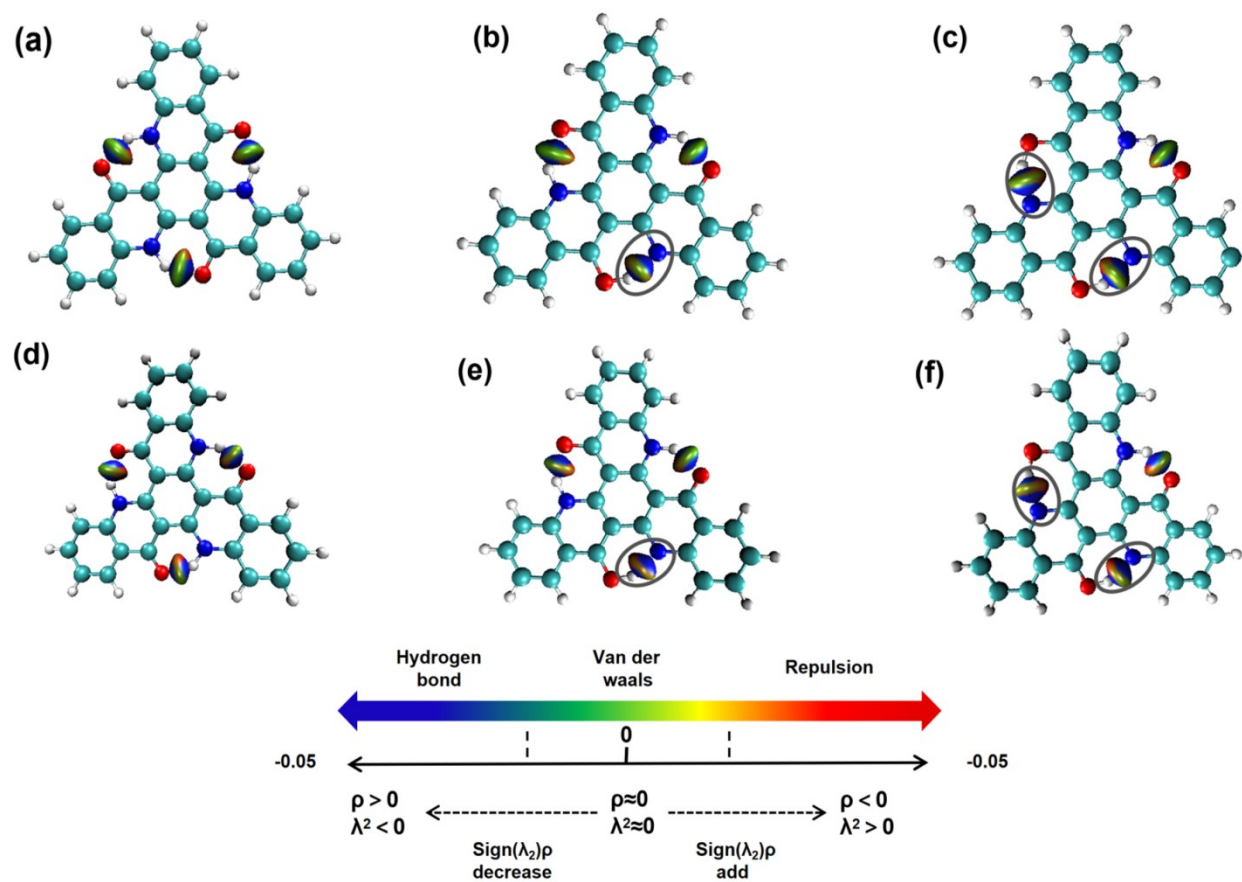 (a)
(b)
(c)
(d)
(e)
(f)
Hydrogen
bond
Van der
waals
Repulsion
0
-0.05
-0.05
ρ > 0
λ² < 0
ρ≈0
λ²≈0
ρ < 0
λ² > 0
Sign(λ₂)ρ
decrease
Sign(λ₂)ρ
add